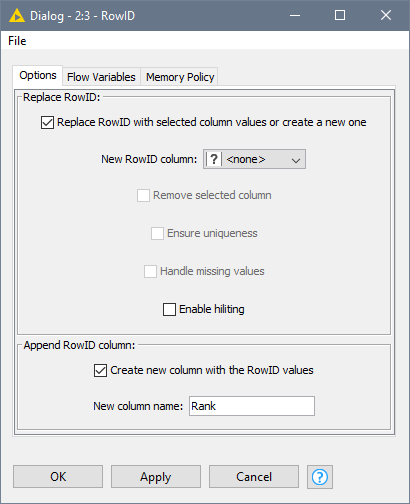 Dialog - 2:3 - RowID
File
Options Flow Variables Memory Policy
Replace RowID:
Replace RowID with selected column values or create a new one
New RowID column: ? <none>
Remove selected column
Ensure uniqueness
Handle missing values
Enable hiliting
Append RowID column:
Create new column with the RowID values
New column name: Rank
OK Apply Cancel ?